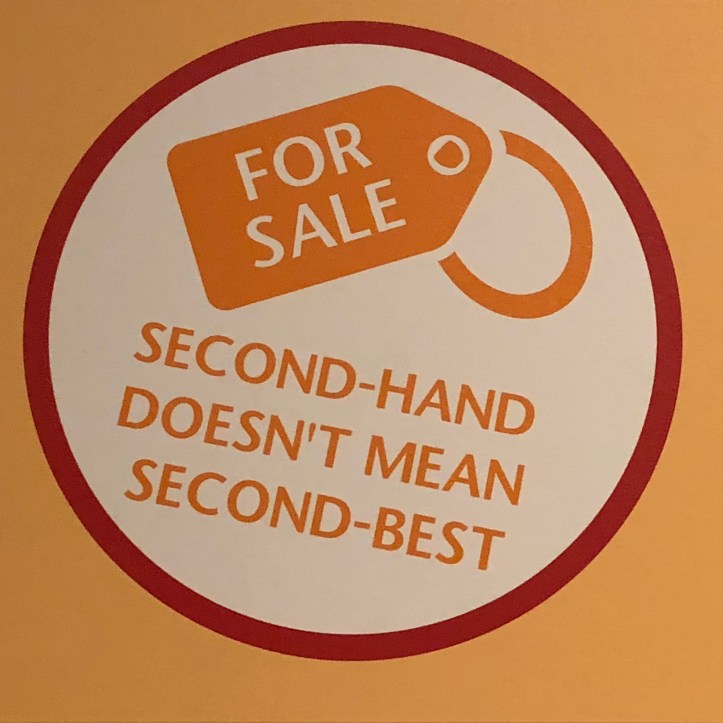 FOR
SALE
SECOND-HAND
DOESN'T MEAN
SECOND-BEST